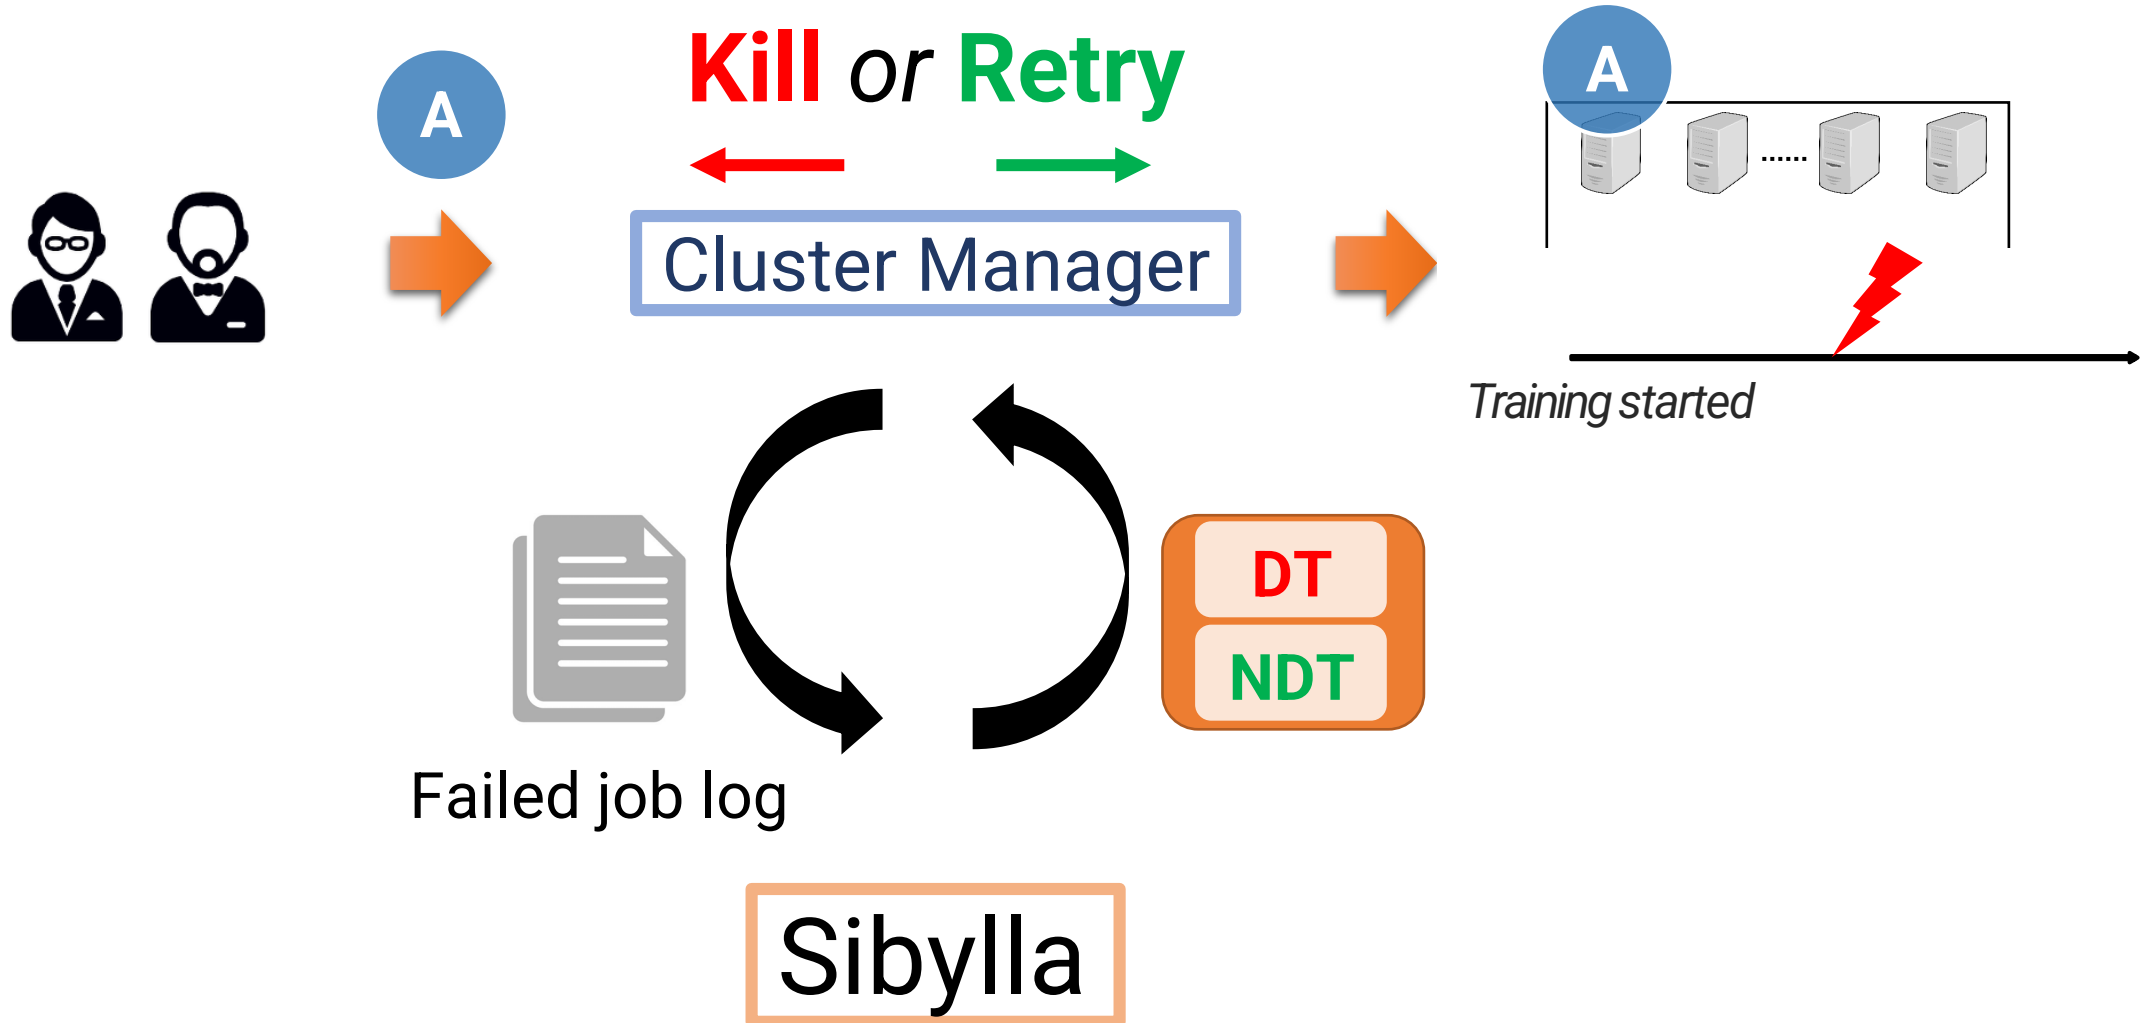 Kill or Retry
A
A
......
Cluster Manager
Training started
DT
NDT
Failed job log
Sibylla